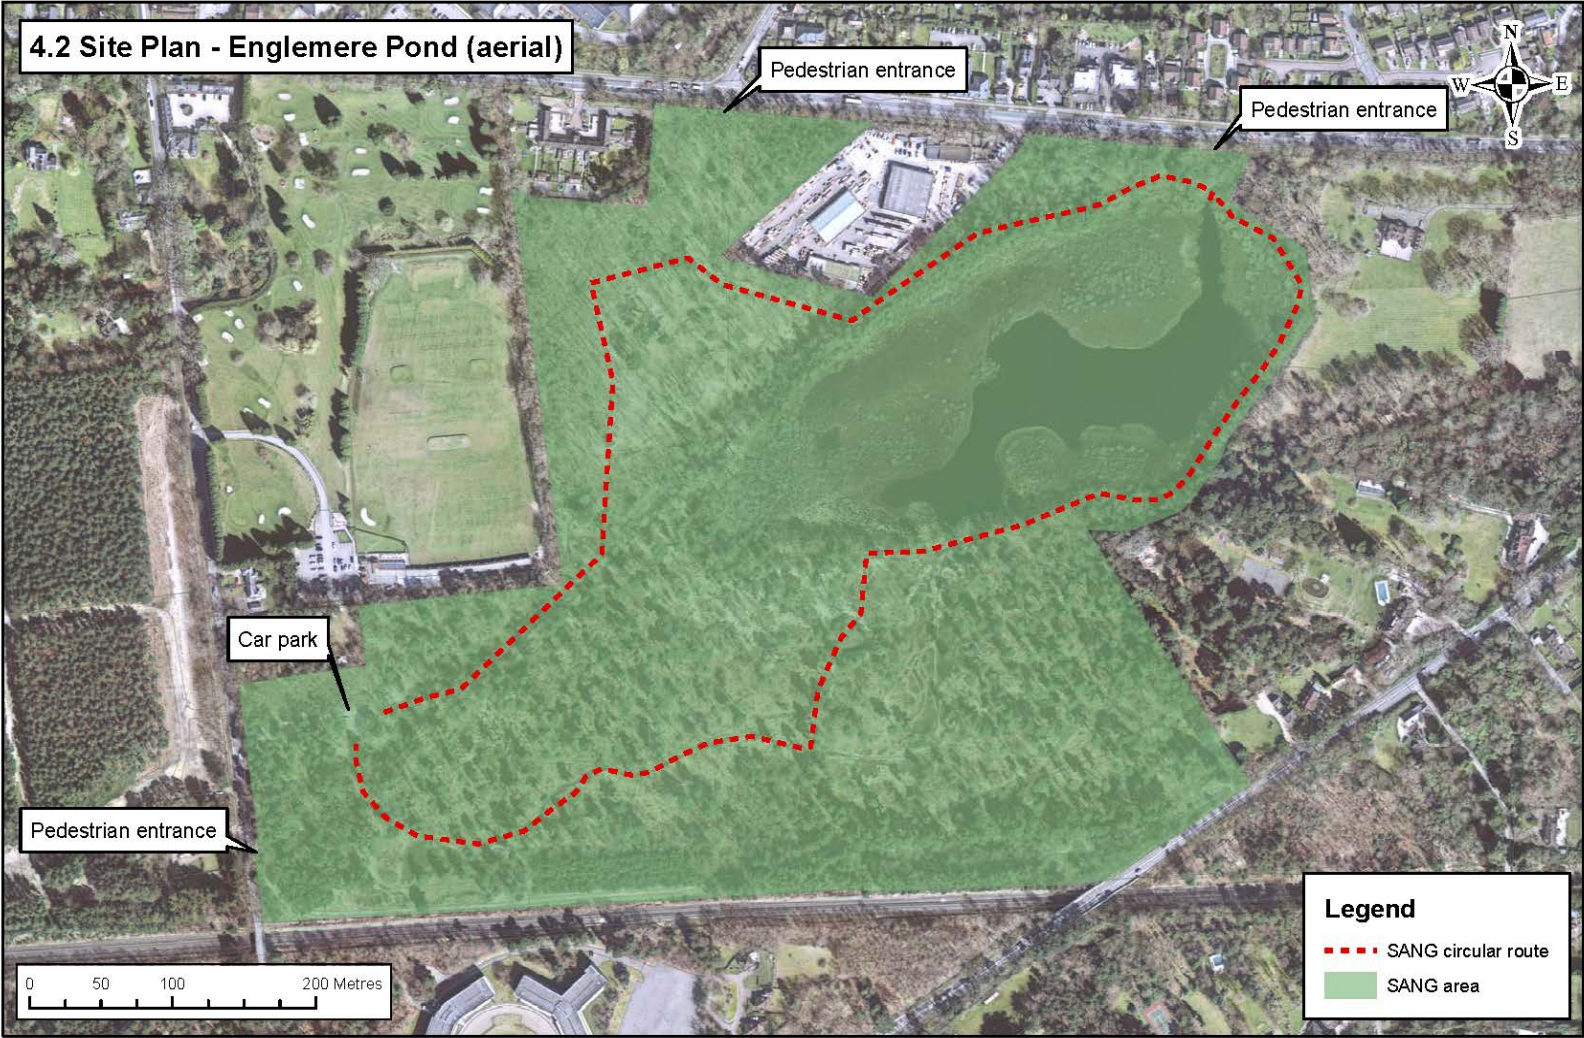 4.2 Site Plan - Englemere Pond (aerial)
Pedestrian entrance
Pedestrian entrance
N
W E
S
Car park
Pedestrian entrance
Legend
SANG circular route
SANG area
0 50 100 200 Metres